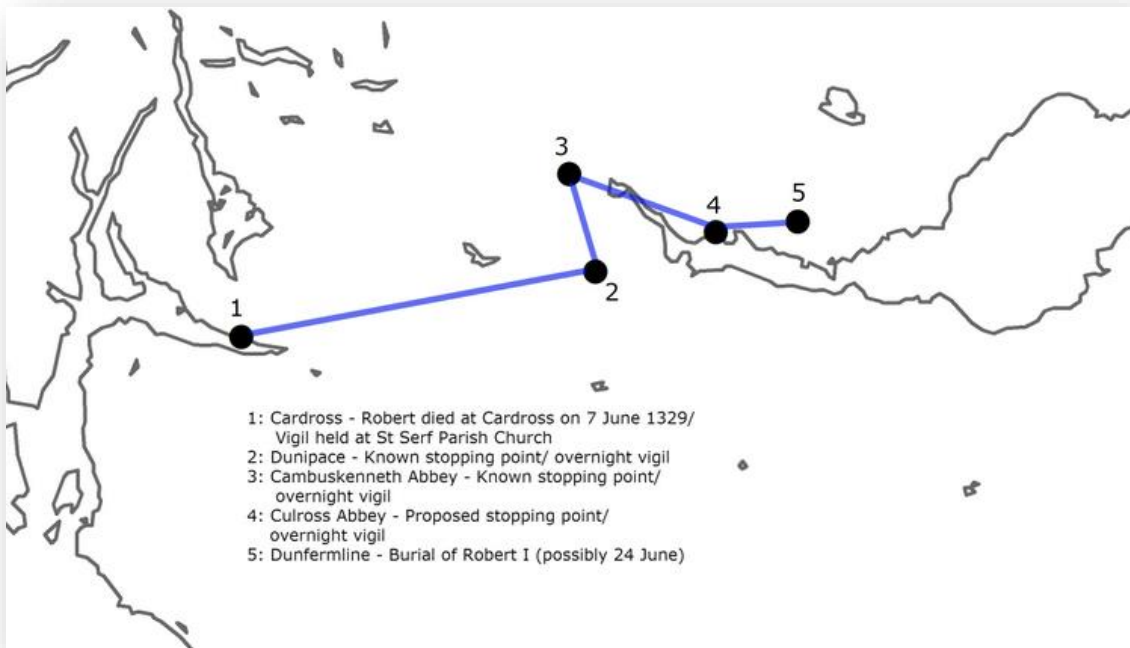 3
4
5
2
1
1: Cardross - Robert died at Cardross on 7 June 1329/
Vigil held at St Serf Parish Church
2: Dunipace - Known stopping point/ overnight vigil
3: Cambuskenneth Abbey - Known stopping point/
overnight vigil
4: Culross Abbey - Proposed stopping point/
overnight vigil
5: Dunfermline - Burial of Robert I (possibly 24 June)